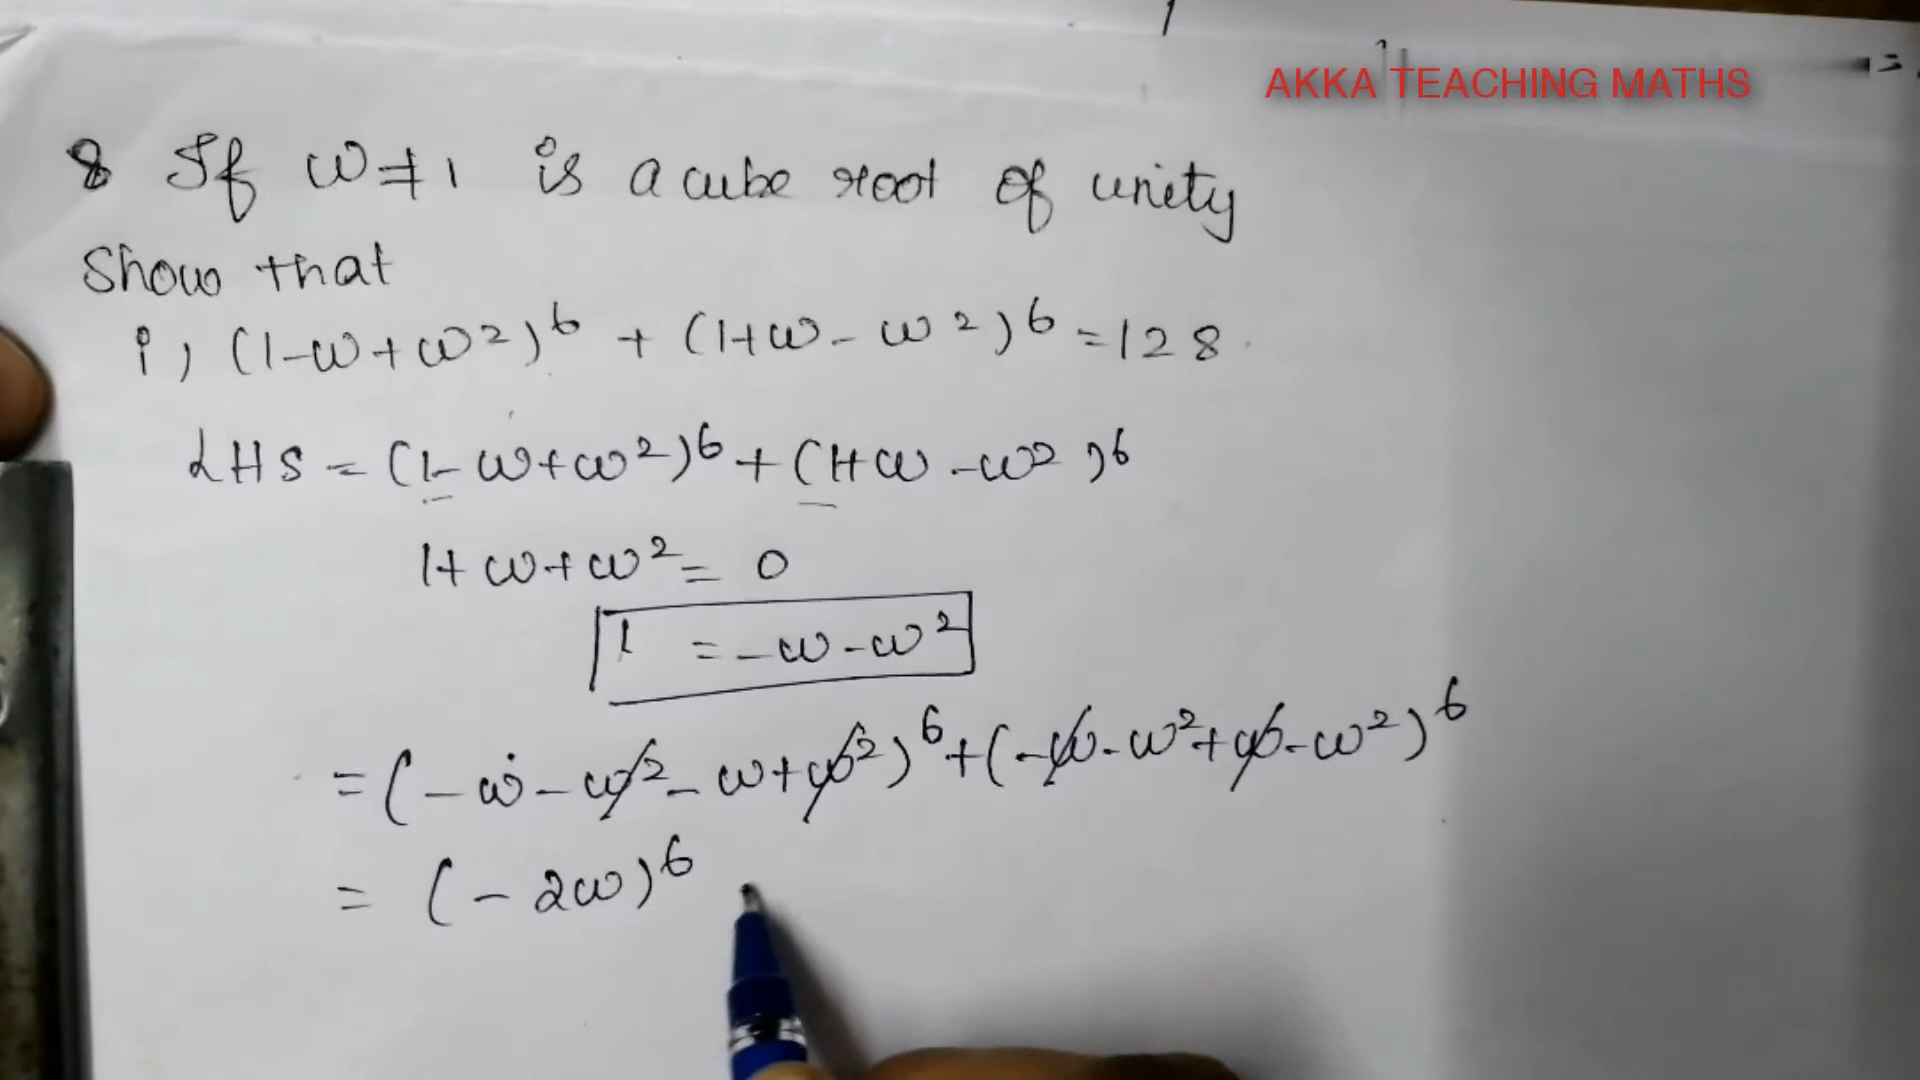 AKKA TEACHING MATHS
8 If ω≠1 is a cube root of unity
Show that
i) (1-ω+ω²)⁶ + (1+ω-ω²)⁶ = 128
LHS = (1-ω+ω²)⁶ + (1+ω-ω²)⁶
1+ω+ω² = 0
1 = -ω-ω²
= (-ω-ω²-ω+ω²)⁶ + (-ω-ω²+ω-ω²)⁶
= (-2ω)⁶